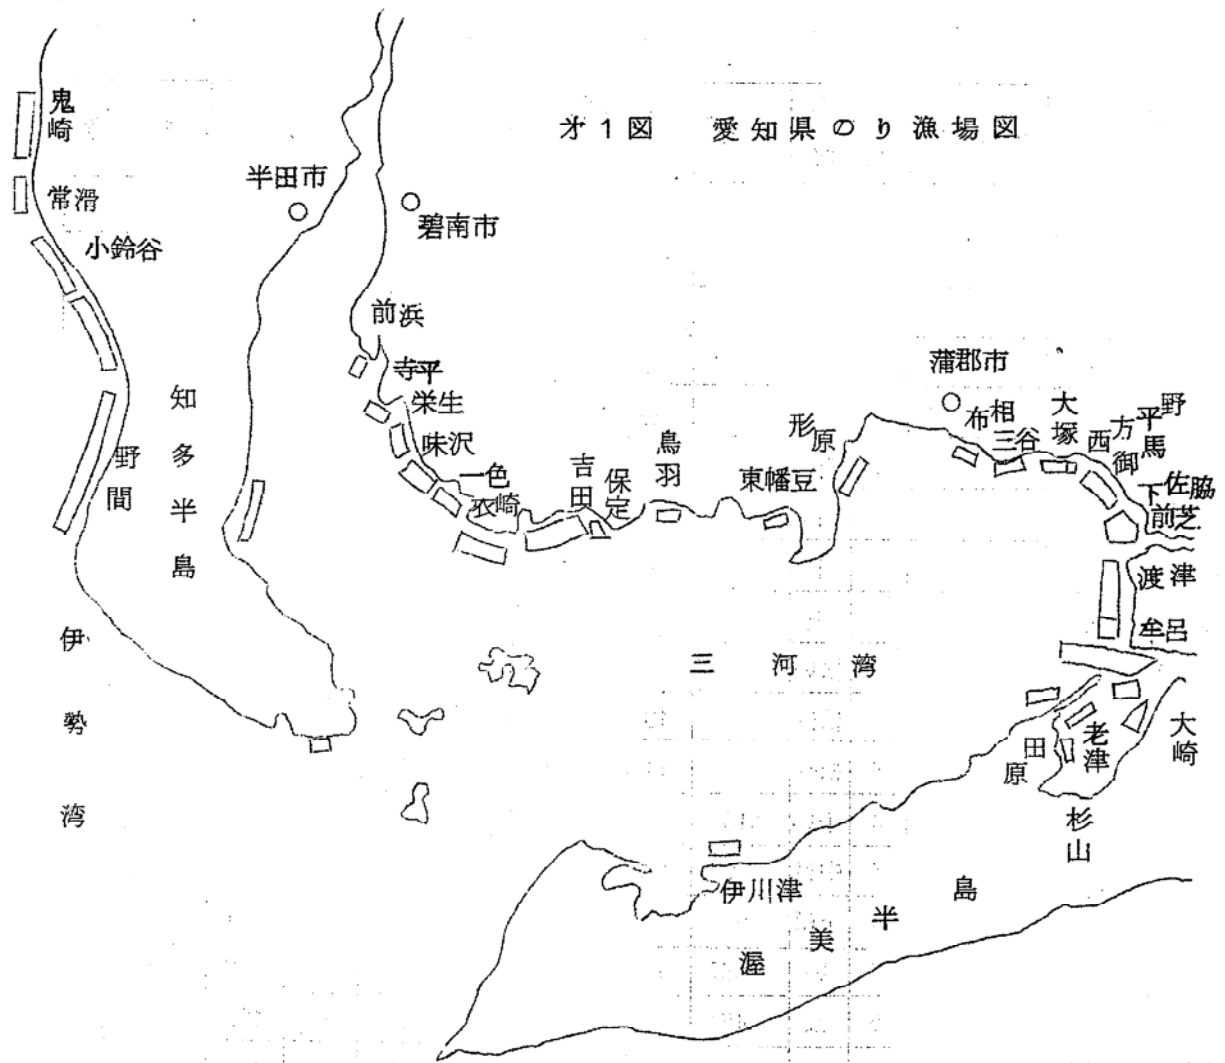 才1図 愛知県のり漁場図
鬼崎
常滑
小鈴谷
野間
半田市
碧南市
知多半島
伊勢湾
前浜
寺平
栄生
味沢
一色
衣崎
吉田
保定
鳥羽
東幡豆
形原
蒲郡市
布相
三谷
大塚
西方
御馬
平野
下佐脇
前芝
渡津
牟呂
大崎
老津
田原
杉山
三河湾
伊川津
渥美半島